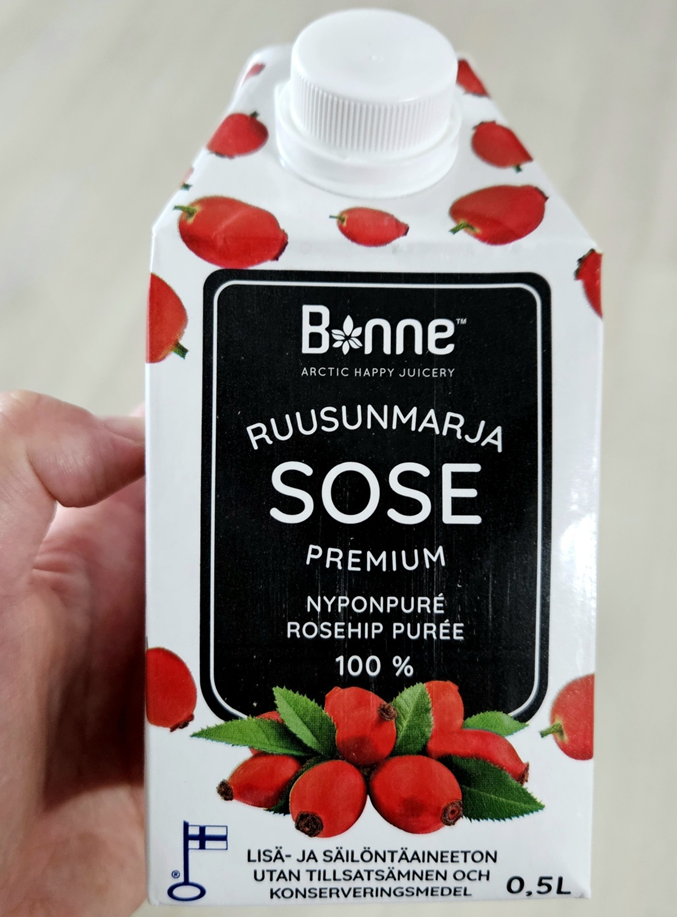 Bonne™
ARCTIC HAPPY JUICERY
RUUSUNMARJA
SOSE
PREMIUM
NYPONPURÉ
ROSEHIP PURÉE
100 %
LISÄ- JA SÄILÖNTÄAINEETON
UTAN TILLSATSÄMNEN OCH
KONSERVERINGSMEDEL
0,5L
®